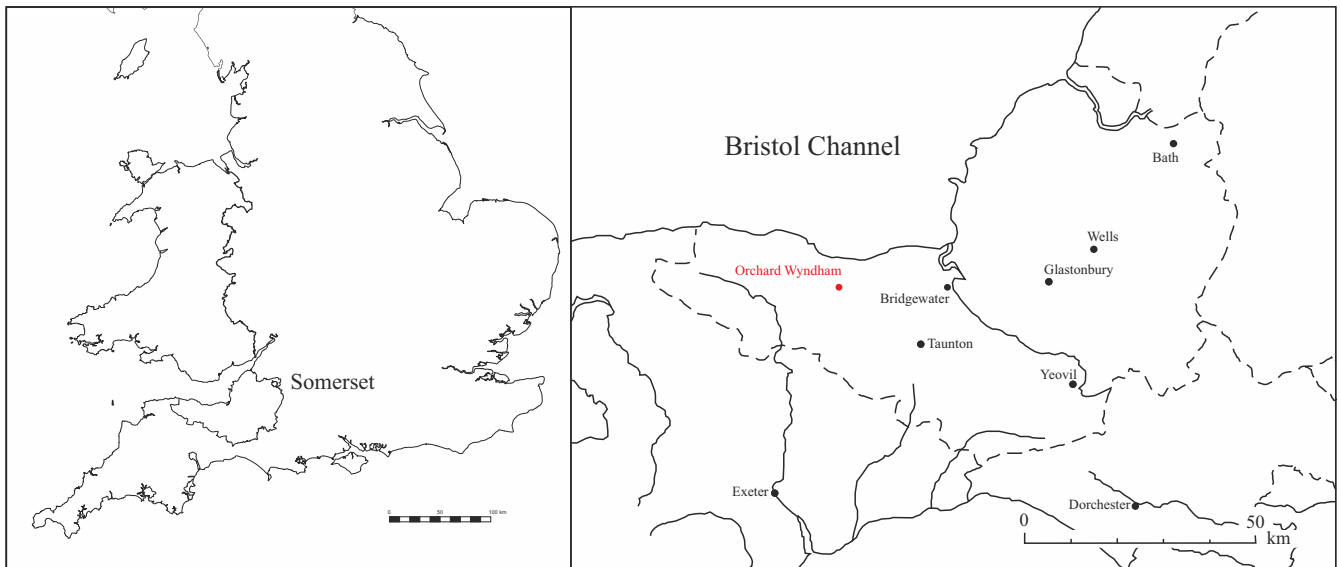 Somerset
0 50 100 km
Bristol Channel
Bath
Wells
Glastonbury
Orchard Wyndham
Bridgewater
Taunton
Yeovil
Exeter
Dorchester
0 50
km